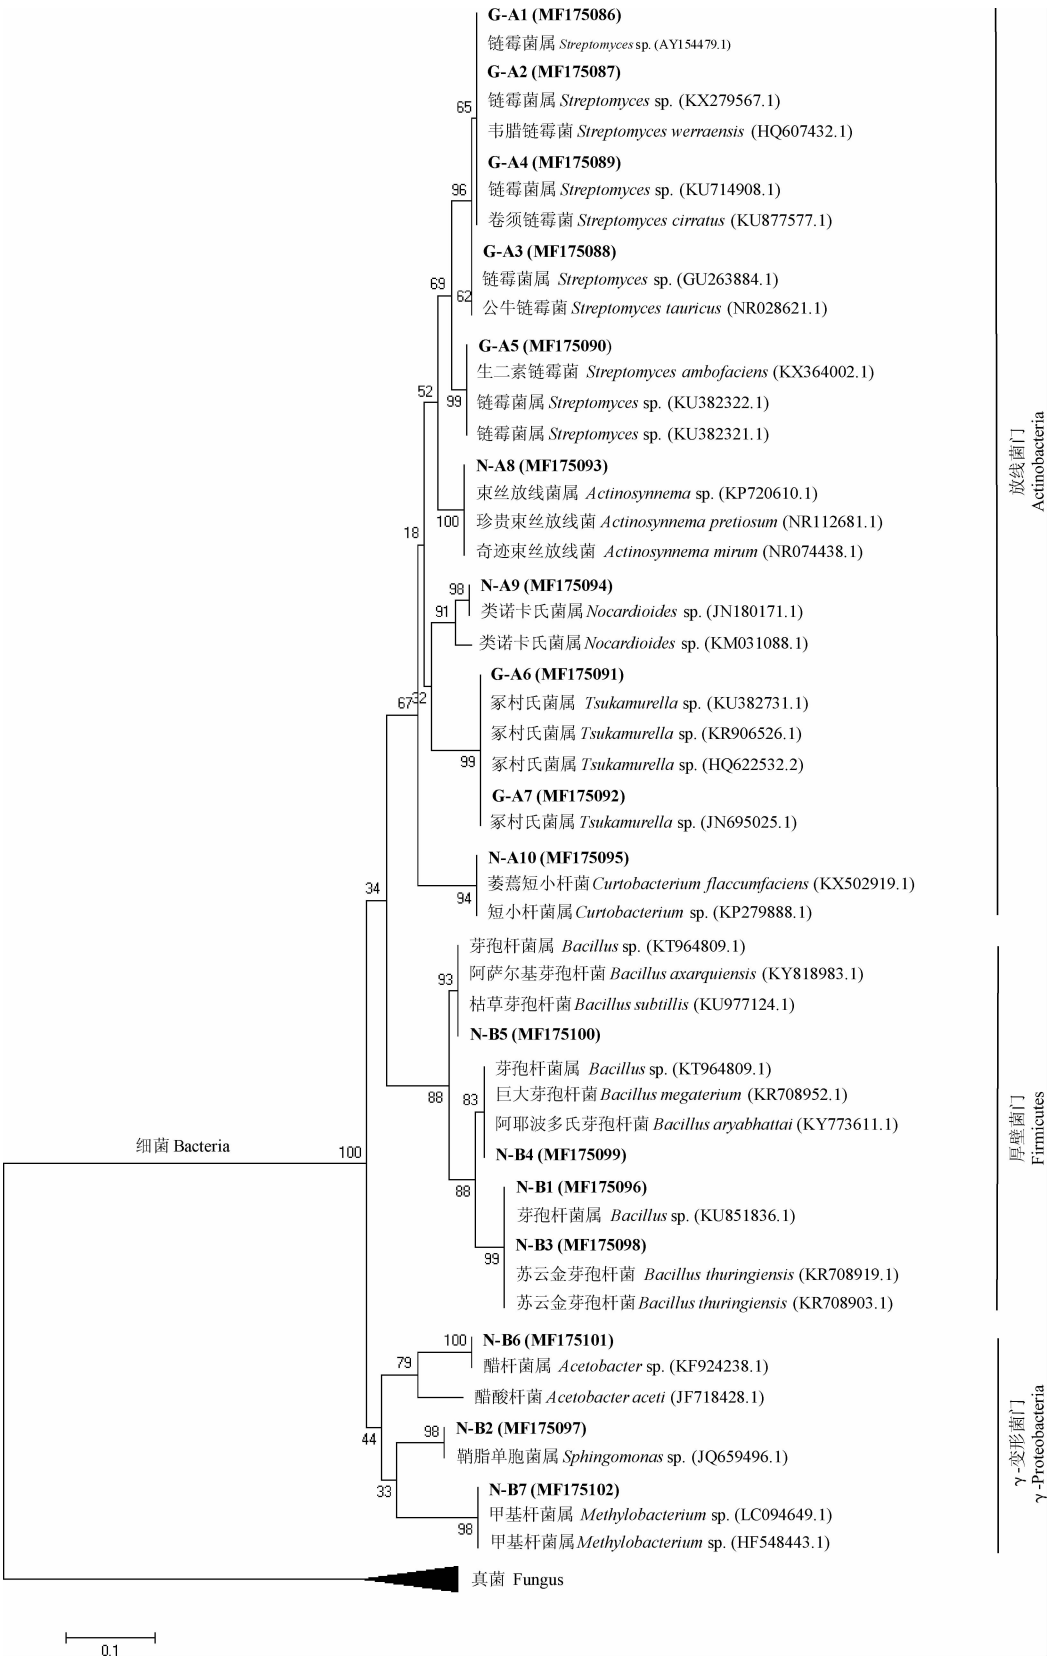 G-A1 (MF175086)
链霉菌属 Streptomyces sp. (AY154479.1)
G-A2 (MF175087)
65
链霉菌属 Streptomyces sp. (KX279567.1)
韦腊链霉菌 Streptomyces werraensis (HQ607432.1)
G-A4 (MF175089)
96
链霉菌属 Streptomyces sp. (KU714908.1)
卷须链霉菌 Streptomyces cirratus (KU877577.1)
G-A3 (MF175088)
69
链霉菌属 Streptomyces sp. (GU263884.1)
62
公牛链霉菌 Streptomyces tauricus (NR028621.1)
G-A5 (MF175090)
生二素链霉菌 Streptomyces ambofaciens (KX364002.1)
52
99
链霉菌属 Streptomyces sp. (KU382322.1)
链霉菌属 Streptomyces sp. (KU382321.1)
N-A8 (MF175093)
束丝放线菌属 Actinosynnema sp. (KP720610.1)
100
珍贵束丝放线菌 Actinosynnema pretiosum (NR112681.1)
18
奇迹束丝放线菌 Actinosynnema mirum (NR074438.1)
98
N-A9 (MF175094)
91
类诺卡氏菌属 Nocardioides sp. (JN180171.1)
类诺卡氏菌属 Nocardioides sp. (KM031088.1)
G-A6 (MF175091)
67
32
冢村氏菌属 Tsukamurella sp. (KU382731.1)
冢村氏菌属 Tsukamurella sp. (KR906526.1)
99
冢村氏菌属 Tsukamurella sp. (HQ622532.2)
G-A7 (MF175092)
冢村氏菌属 Tsukamurella sp. (JN695025.1)
N-A10 (MF175095)
34
94
萎蔫短小杆菌 Curtobacterium flaccumfaciens (KX502919.1)
短小杆菌属 Curtobacterium sp. (KP279888.1)
放线菌门
Actinobacteria
芽孢杆菌属 Bacillus sp. (KT964809.1)
93
阿萨尔基芽孢杆菌 Bacillus axarquiensis (KY818983.1)
枯草芽孢杆菌 Bacillus subtillis (KU977124.1)
N-B5 (MF175100)
芽孢杆菌属 Bacillus sp. (KT964809.1)
88
83
巨大芽孢杆菌 Bacillus megaterium (KR708952.1)
阿耶波多氏芽孢杆菌 Bacillus aryabhattai (KY773611.1)
细菌 Bacteria
100
N-B4 (MF175099)
88
N-B1 (MF175096)
芽孢杆菌属 Bacillus sp. (KU851836.1)
N-B3 (MF175098)
99
苏云金芽孢杆菌 Bacillus thuringiensis (KR708919.1)
苏云金芽孢杆菌 Bacillus thuringiensis (KR708903.1)
厚壁菌门
Firmicutes
100
N-B6 (MF175101)
79
醋杆菌属 Acetobacter sp. (KF924238.1)
醋酸杆菌 Acetobacter aceti (JF718428.1)
44
98
N-B2 (MF175097)
鞘脂单胞菌属 Sphingomonas sp. (JQ659496.1)
33
N-B7 (MF175102)
98
甲基杆菌属 Methylobacterium sp. (LC094649.1)
甲基杆菌属 Methylobacterium sp. (HF548443.1)
γ-变形菌门
γ-Proteobacteria
真菌 Fungus
0.1